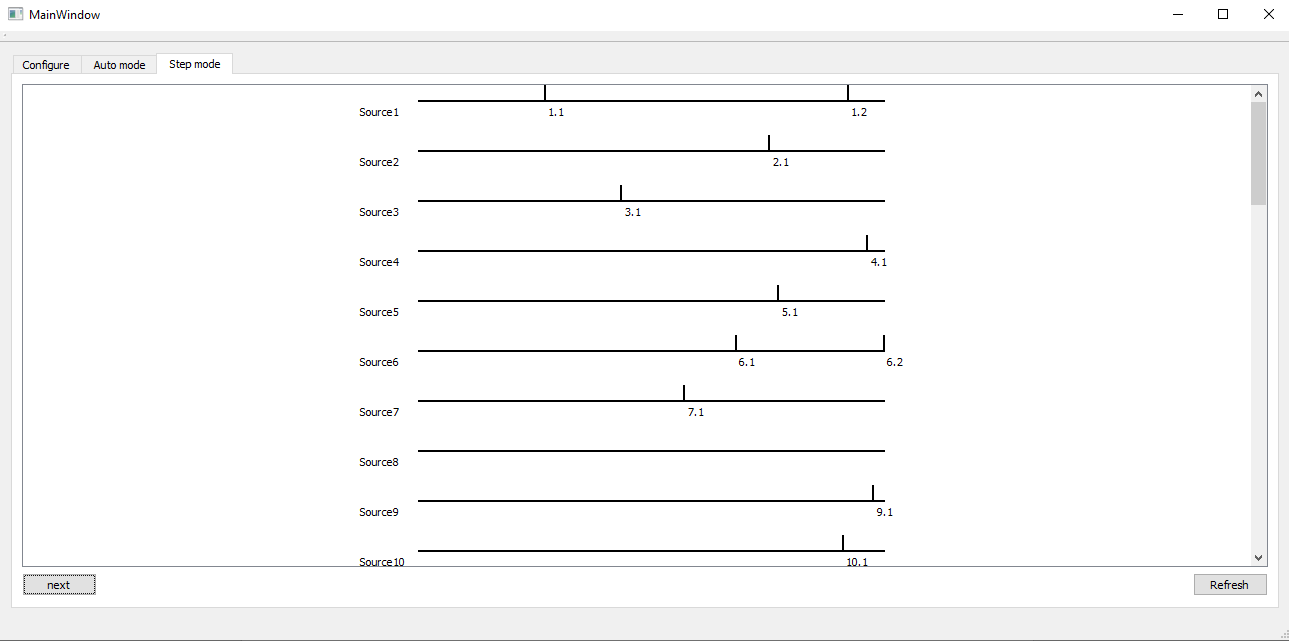 MainWindow
Configure Auto mode Step mode
Source1 1.1 1.2
Source2 2.1
Source3 3.1
Source4 4.1
Source5 5.1
Source6 6.1 6.2
Source7 7.1
Source8
Source9 9.1
Source10 10.1
next Refresh